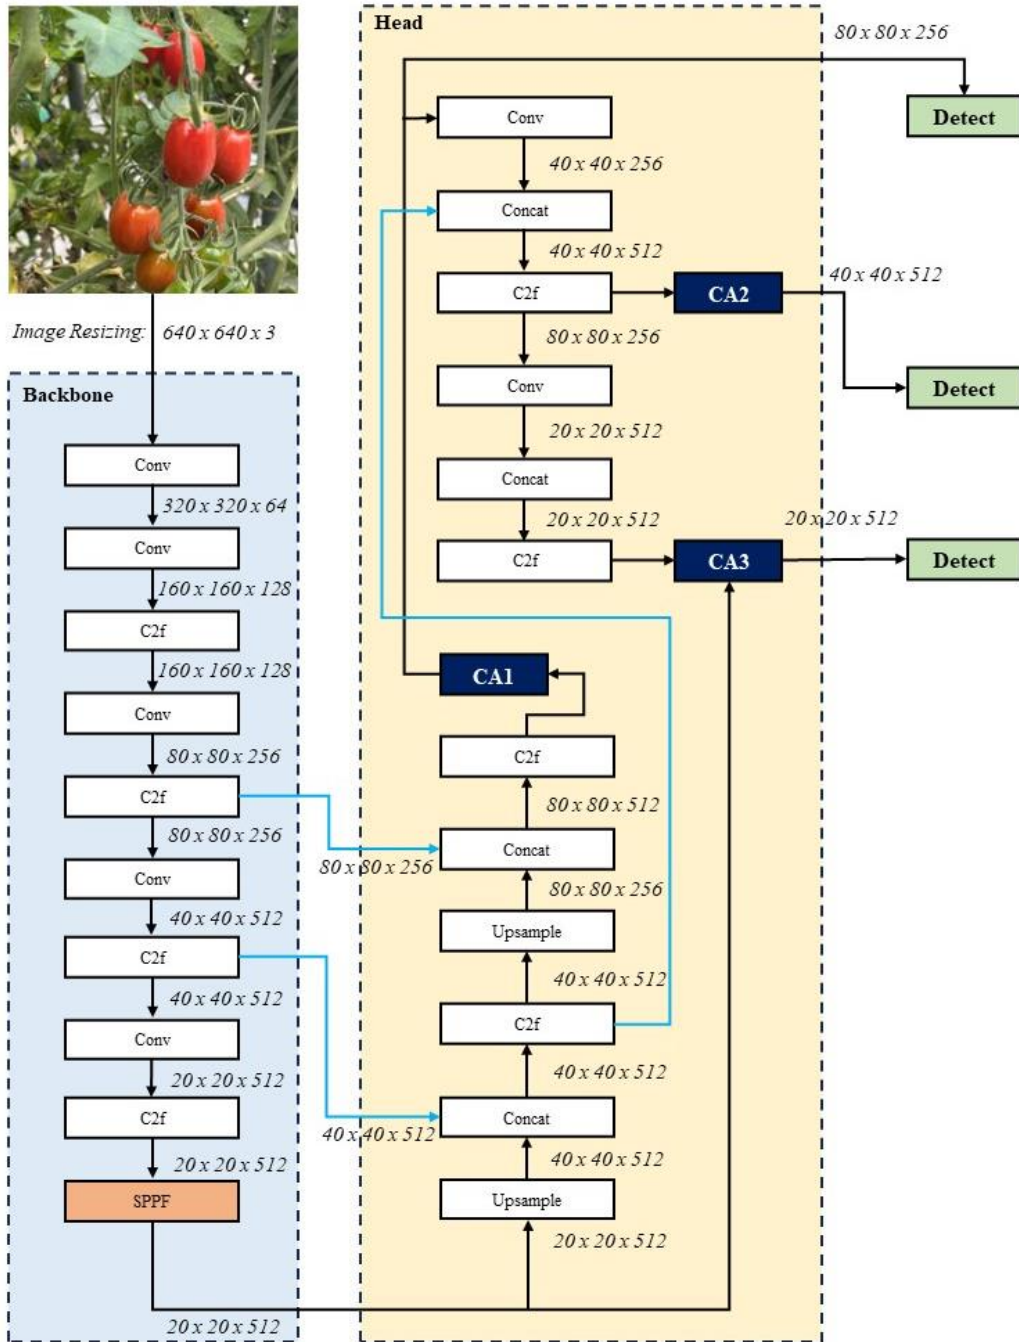 Image Resizing: 640 x 640 x 3
Backbone
Conv
320 x 320 x 64
Conv
160 x 160 x 128
C2f
160 x 160 x 128
Conv
80 x 80 x 256
C2f
80 x 80 x 256
80 x 80 x 256
Conv
40 x 40 x 512
C2f
40 x 40 x 512
Conv
20 x 20 x 512
C2f
40 x 40 x 512
20 x 20 x 512
SPPF
20 x 20 x 512
Head
80 x 80 x 256
Detect
Conv
40 x 40 x 256
Concat
40 x 40 x 512
C2f
CA2
40 x 40 x 512
80 x 80 x 256
Conv
Detect
20 x 20 x 512
Concat
20 x 20 x 512
20 x 20 x 512
C2f
CA3
Detect
CA1
C2f
80 x 80 x 512
Concat
80 x 80 x 256
Upsample
40 x 40 x 512
C2f
40 x 40 x 512
Concat
40 x 40 x 512
Upsample
20 x 20 x 512